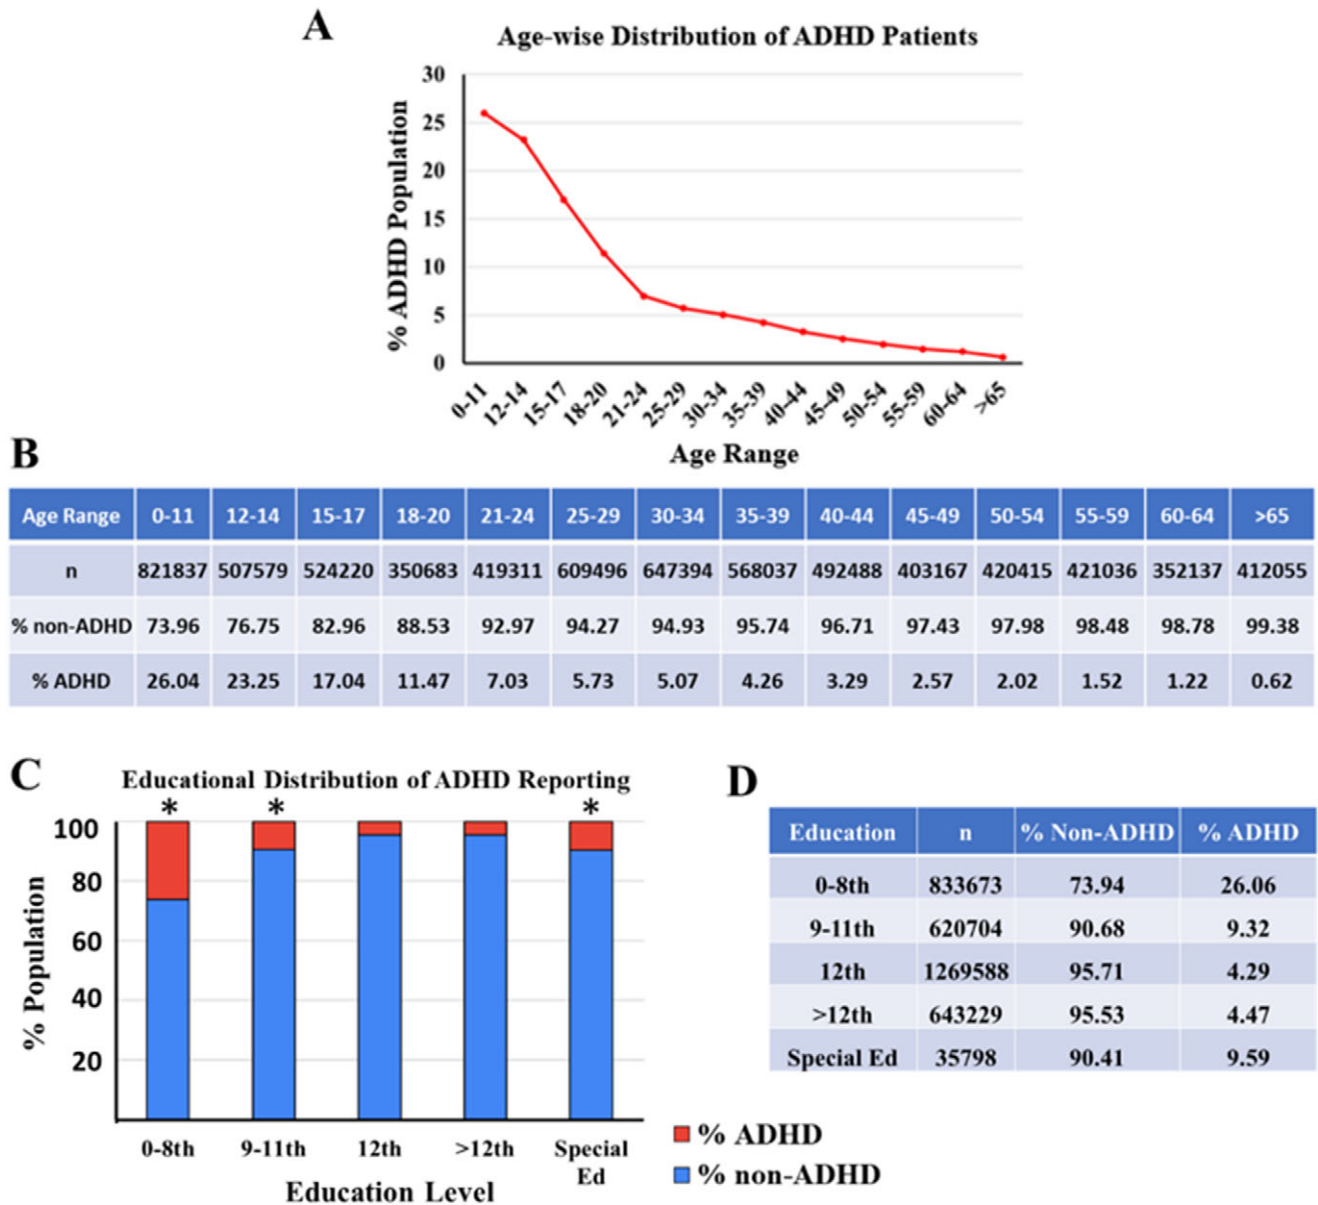 A
Age-wise Distribution of ADHD Patients
% ADHD Population
30
25
20
15
10
5
0
0-11 12-14 15-17 18-20 21-24 25-29 30-34 35-39 40-44 45-49 50-54 55-59 60-64 >65
Age Range
B
Age Range 0-11 12-14 15-17 18-20 21-24 25-29 30-34 35-39 40-44 45-49 50-54 55-59 60-64 >65
n 821837 507579 524220 350683 419311 609496 647394 568037 492488 403167 420415 421036 352137 412055
% non-ADHD 73.96 76.75 82.96 88.53 92.97 94.27 94.93 95.74 96.71 97.43 97.98 98.48 98.78 99.38
% ADHD 26.04 23.25 17.04 11.47 7.03 5.73 5.07 4.26 3.29 2.57 2.02 1.52 1.22 0.62
C
Educational Distribution of ADHD Reporting
* * *
% Population
100
80
60
40
20
0-8th 9-11th 12th >12th Special
Ed
Education Level
% ADHD
% non-ADHD
D
Education n % Non-ADHD % ADHD
0-8th 833673 73.94 26.06
9-11th 620704 90.68 9.32
12th 1269588 95.71 4.29
>12th 643229 95.53 4.47
Special Ed 35798 90.41 9.59